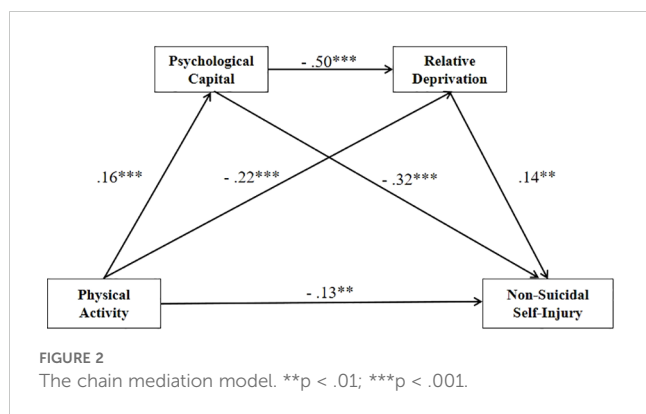 Psychological
Capital
- .50***
Relative
Deprivation
.16***
- .22***
- .32***
.14**
Physical
Activity
- .13**
Non-Suicidal
Self-Injury
FIGURE 2
The chain mediation model. **p < .01; ***p < .001.